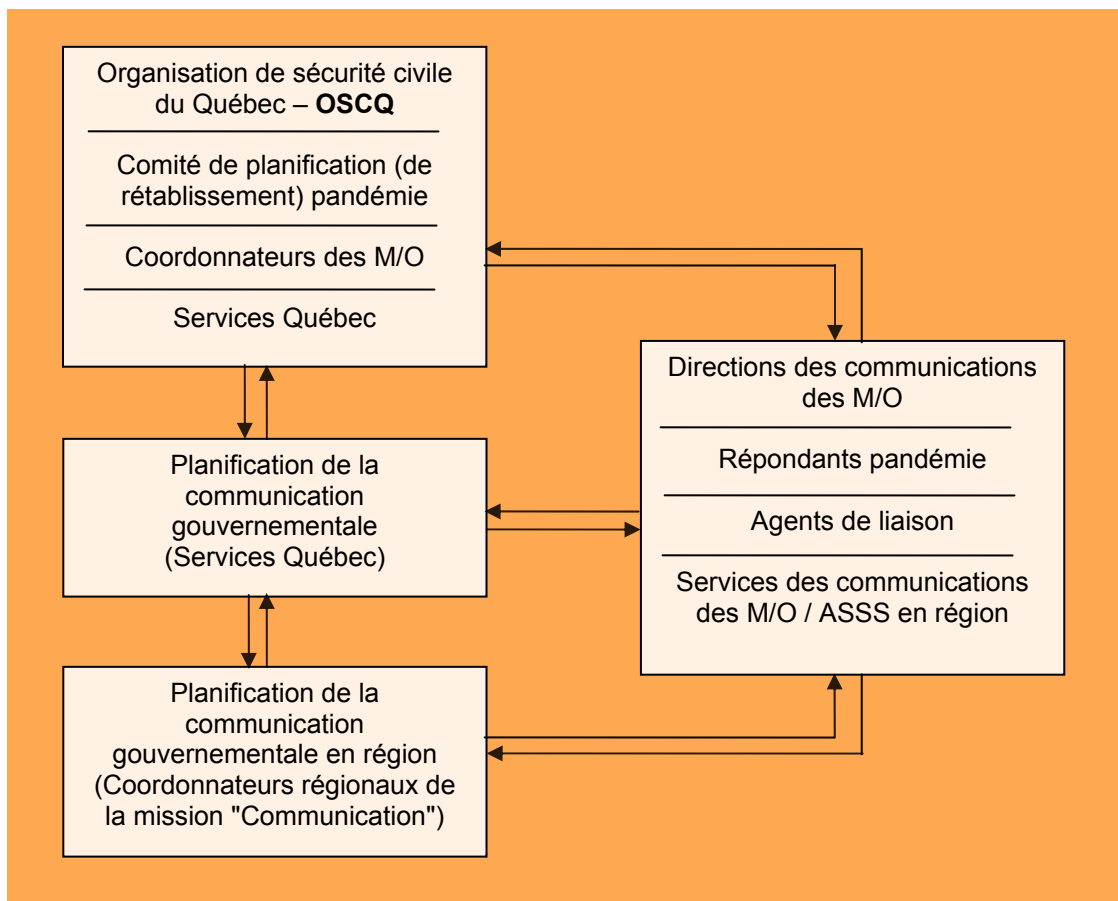 Organisation de sécurité civile
du Québec – OSCQ
Comité de planification (de
rétablissement) pandémie
Coordonnateurs des M/O
Services Québec
Directions des communications
des M/O
Répondants pandémie
Agents de liaison
Services des communications
des M/O / ASSS en région
Planification de la
communication
gouvernementale
(Services Québec)
Planification de la
communication
gouvernementale en région
(Coordonnateurs régionaux de
la mission "Communication")